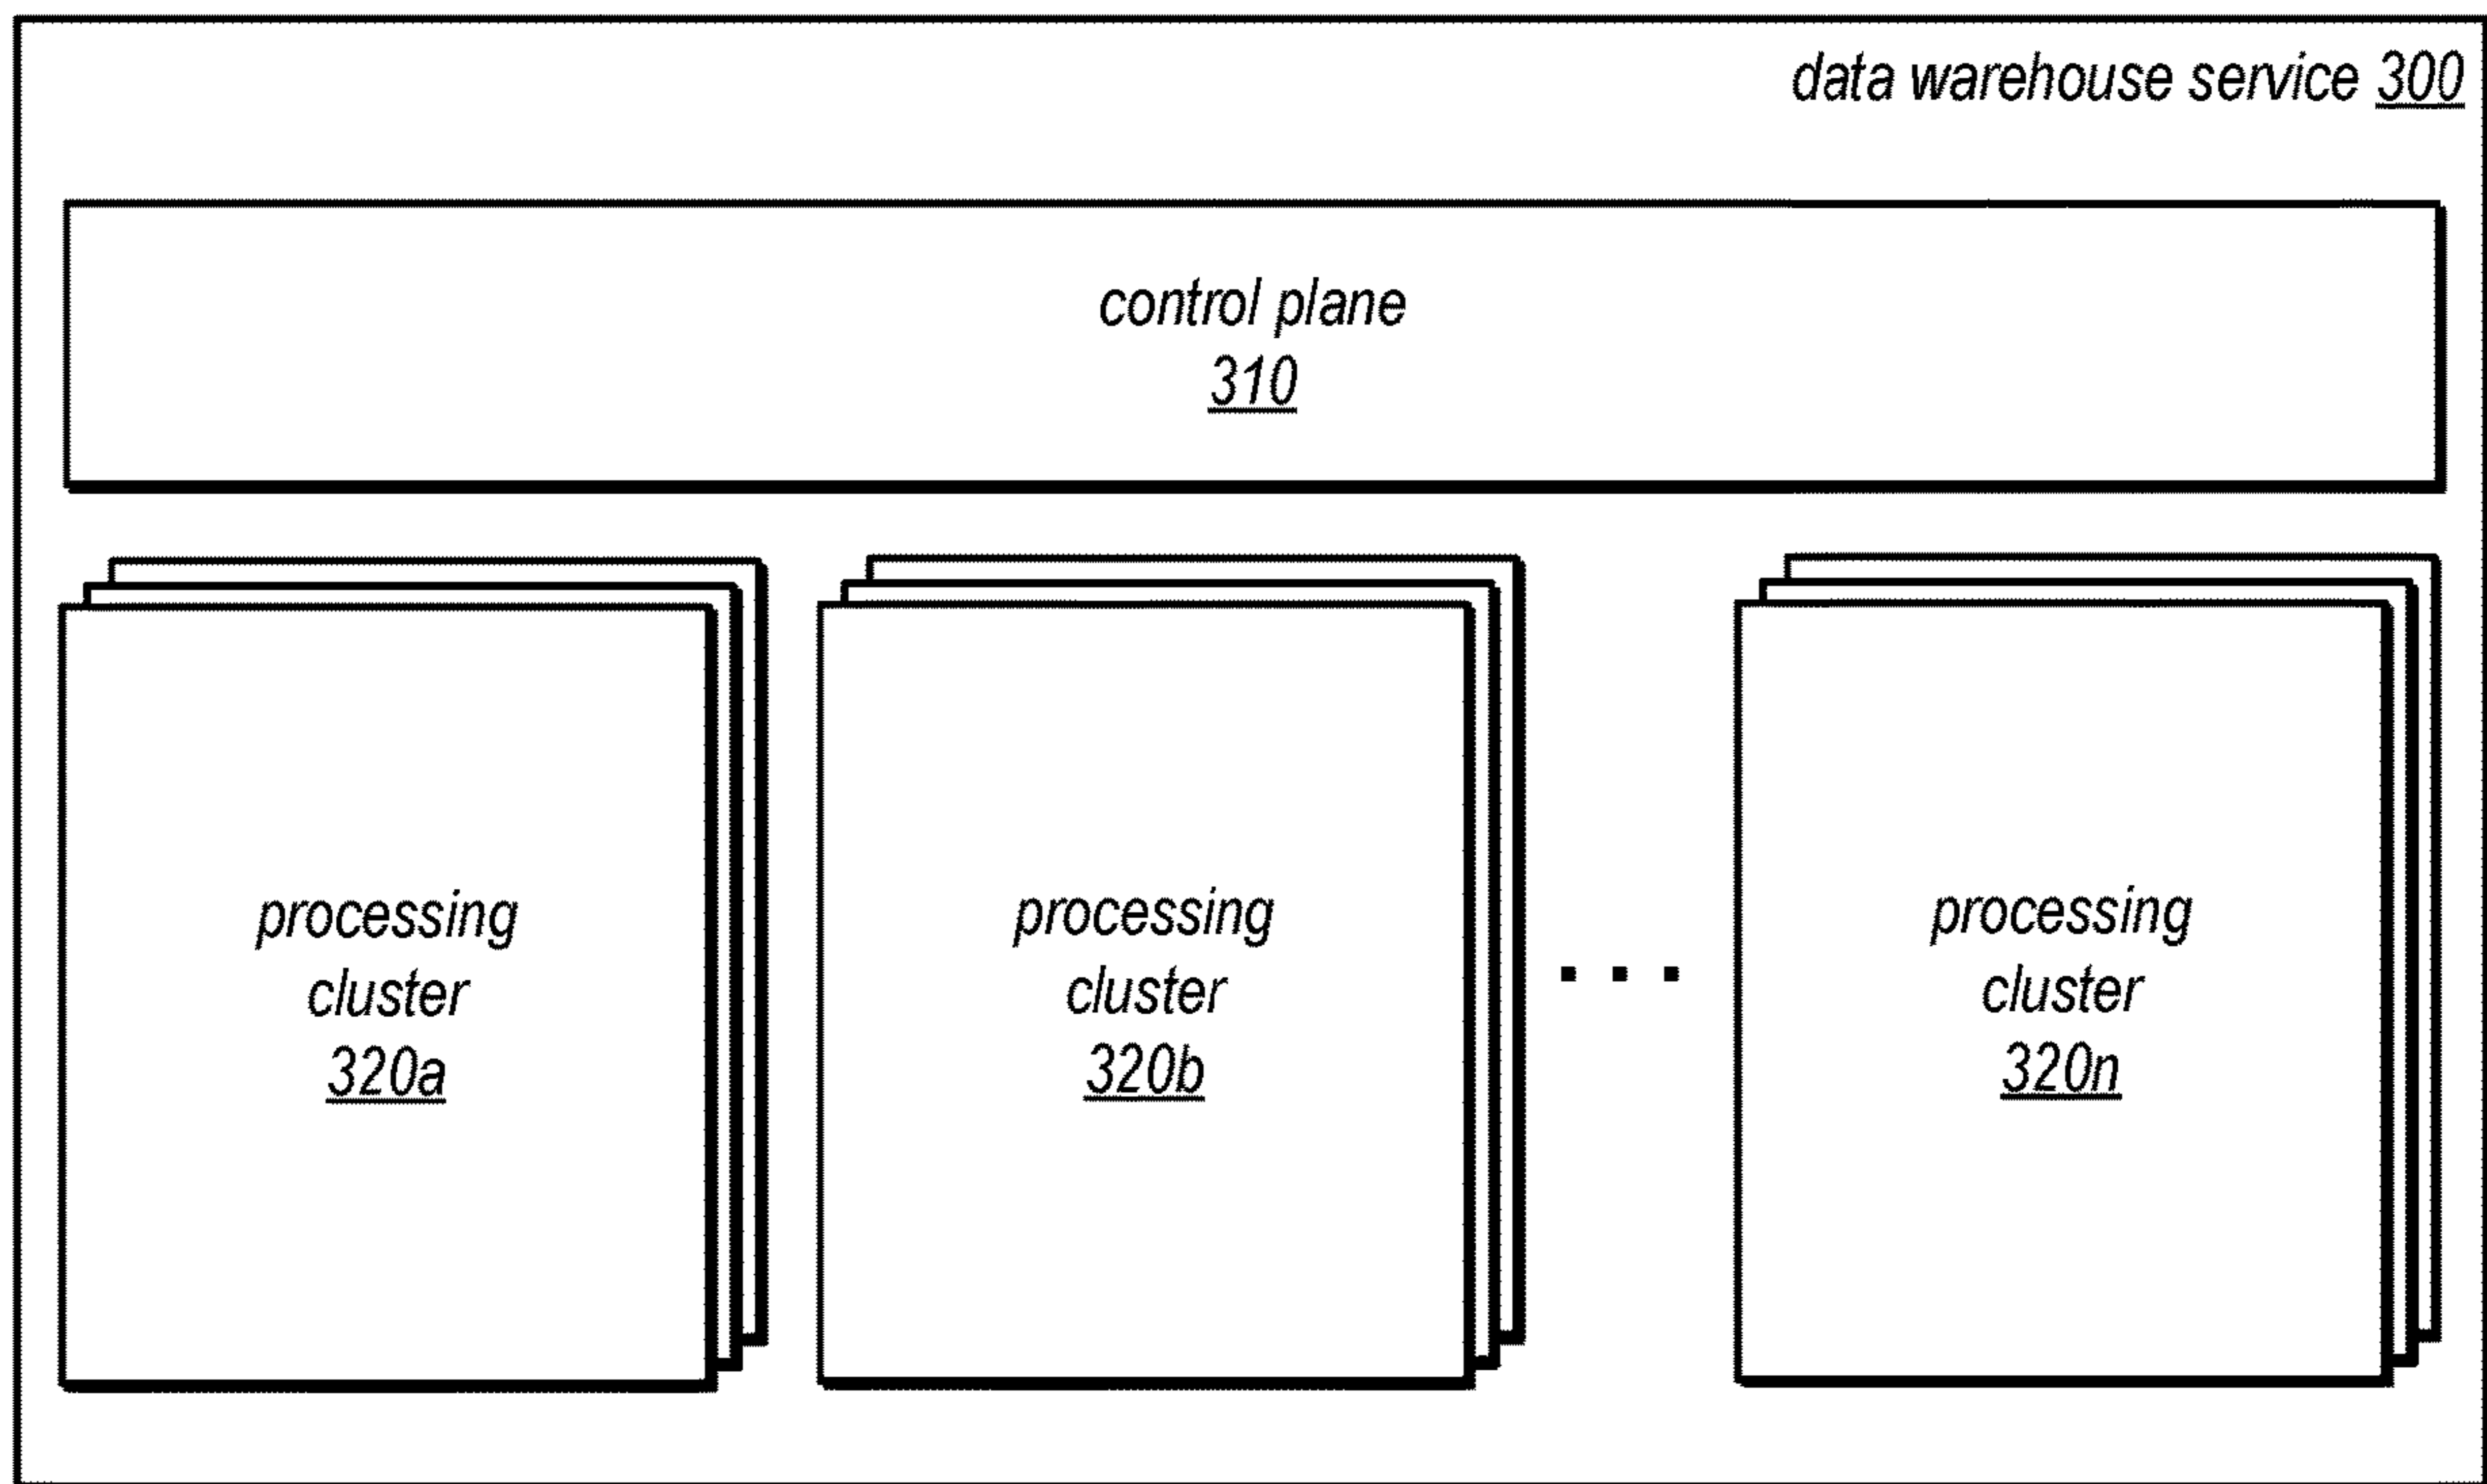 data warehouse service 300
control plane
310
processing
cluster
320a
processing
cluster
320b
. . .
processing
cluster
320n